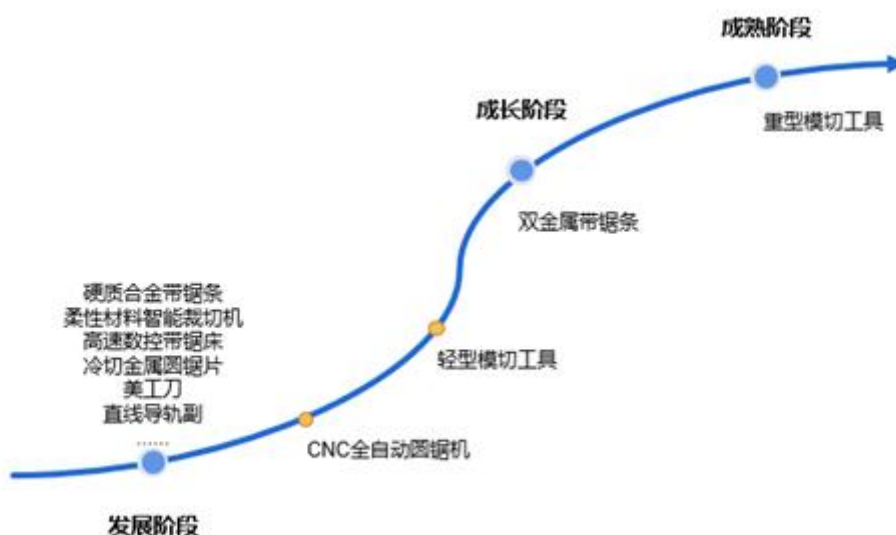 成熟阶段
重型模切工具
成长阶段
双金属带锯条
硬质合金带锯条
柔性材料智能裁切机
高速数控带锯床
冷切金属圆锯片
美工刀
直线导轨副
......
轻型模切工具
CNC全自动圆锯机
发展阶段